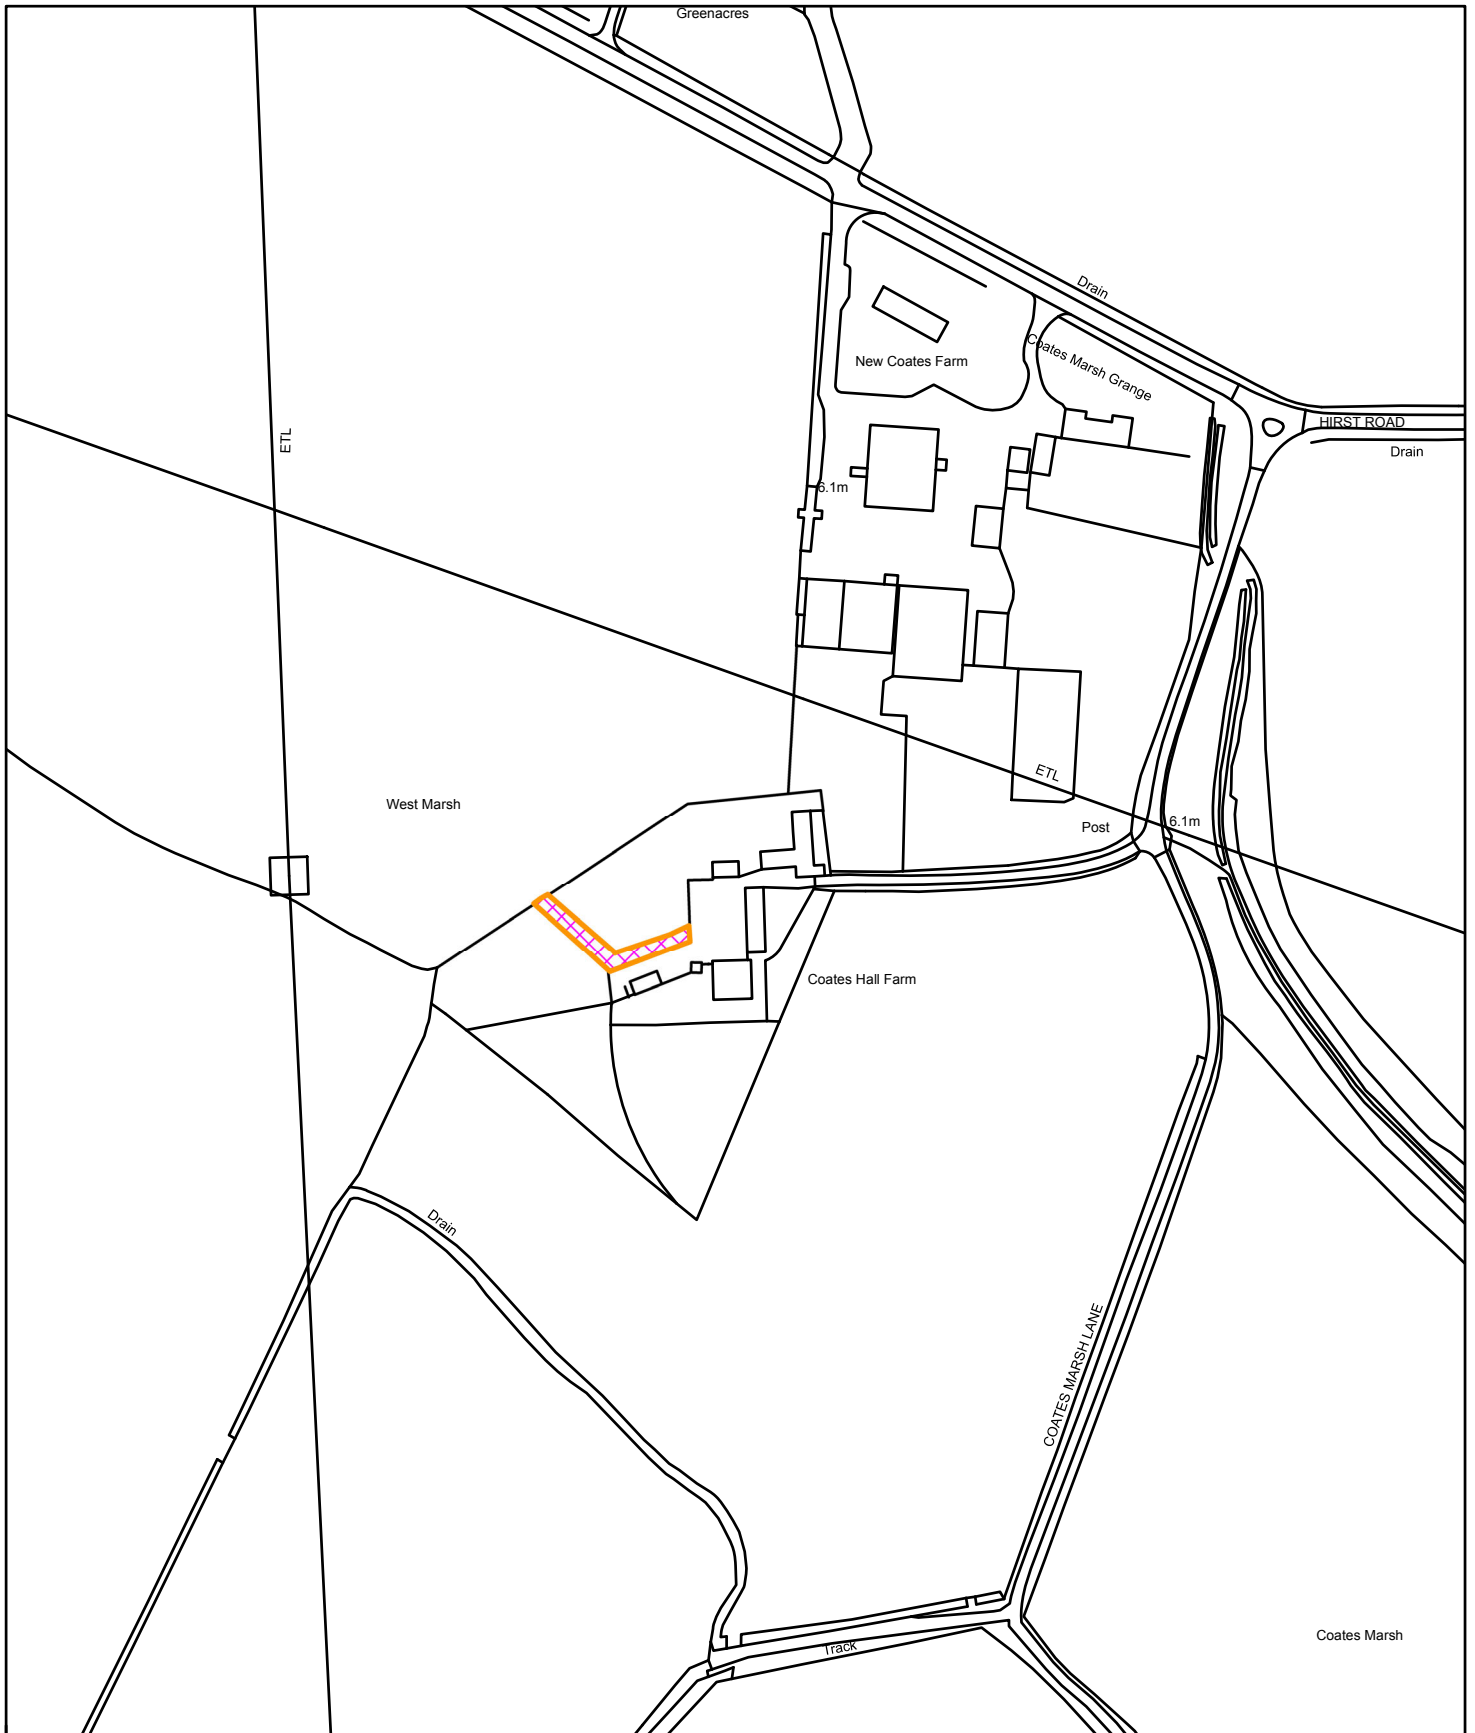 Greenacres
Drain
Coates Marsh Grange
New Coates Farm
HIRST ROAD
ETL
Drain
6.1m
ETL
West Marsh
Post
6.1m
Coates Hall Farm
Drain
COATES MARSH LANE
Track
Coates Marsh